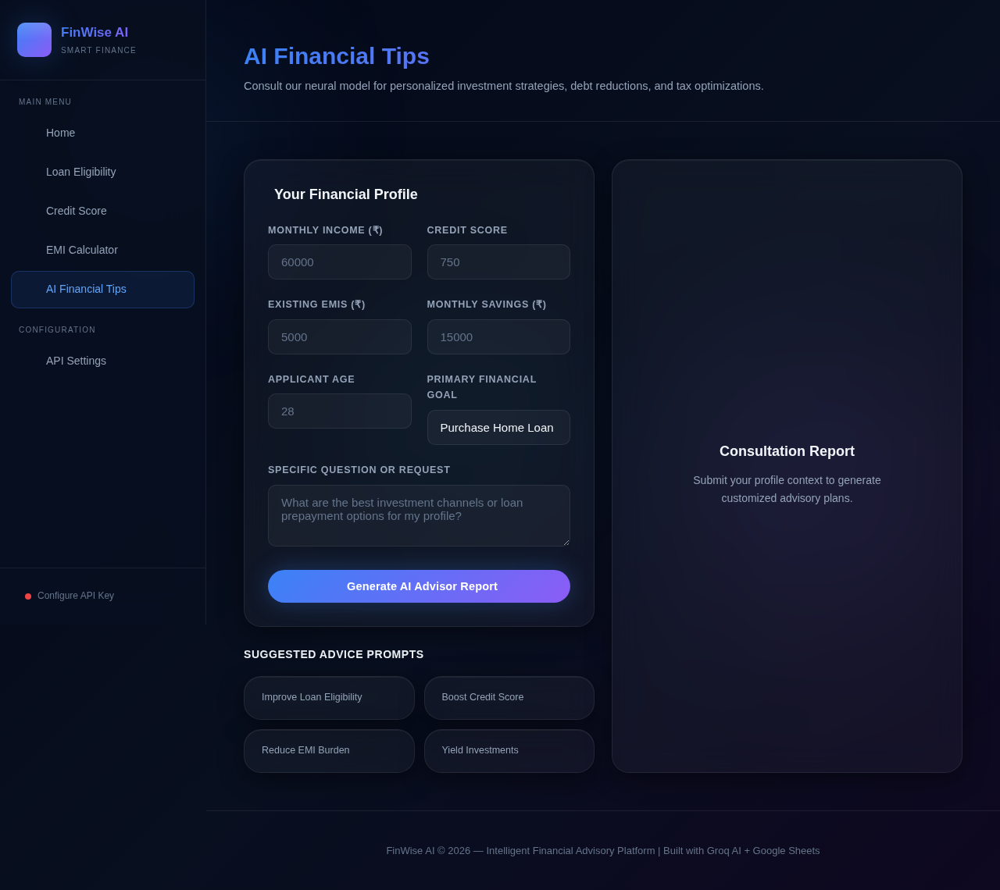 FinWise AI
SMART FINANCE
MAIN MENU
Home
Loan Eligibility
Credit Score
EMI Calculator
AI Financial Tips
CONFIGURATION
API Settings
Configure API Key
AI Financial Tips
Consult our neural model for personalized investment strategies, debt reductions, and tax optimizations.
Your Financial Profile
MONTHLY INCOME (₹)
60000
CREDIT SCORE
750
EXISTING EMIS (₹)
5000
MONTHLY SAVINGS (₹)
15000
APPLICANT AGE
28
PRIMARY FINANCIAL
GOAL
Purchase Home Loan
SPECIFIC QUESTION OR REQUEST
What are the best investment channels or loan
prepayment options for my profile?
Generate AI Advisor Report
SUGGESTED ADVICE PROMPTS
Improve Loan Eligibility
Boost Credit Score
Reduce EMI Burden
Yield Investments
Consultation Report
Submit your profile context to generate
customized advisory plans.
FinWise AI © 2026 — Intelligent Financial Advisory Platform | Built with Groq AI + Google Sheets